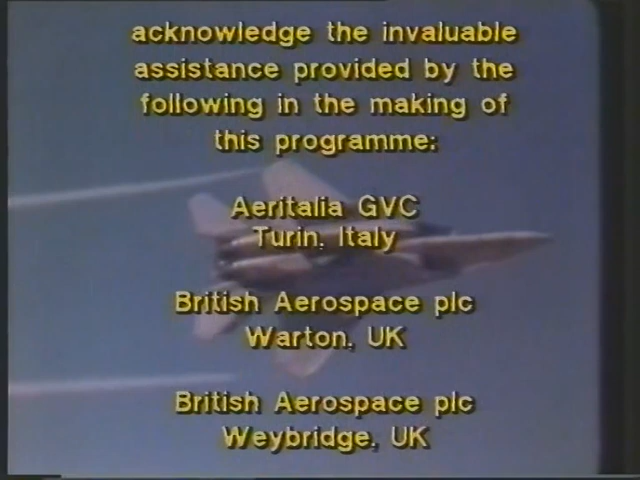 acknowledge the invaluable
assistance provided by the
following in the making of
this programme:
Aeritalia GVC
Turin, Italy
British Aerospace plc
Warton, UK
British Aerospace plc
Weybridge, UK